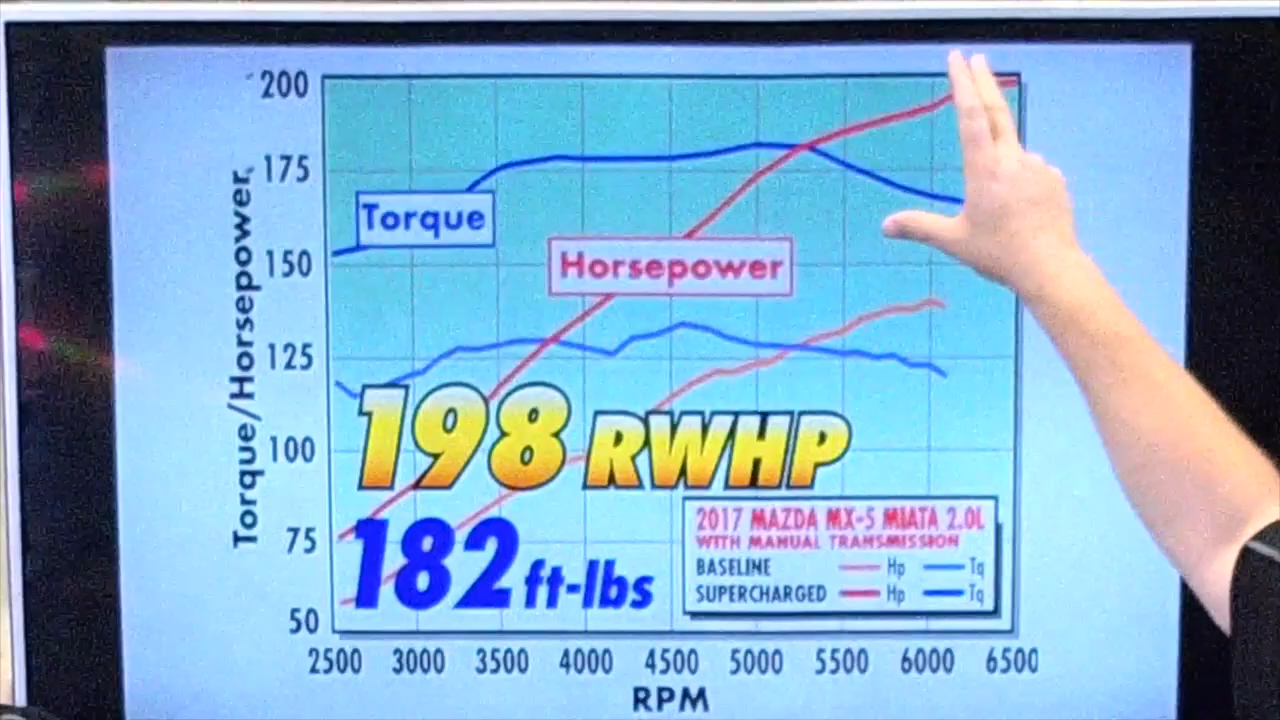 200
175
150
125
100
75
50
Torque/Horsepower,
Torque
Horsepower
198 RWHP
182 ft-lbs
2017 MAZDA MX-5 MIATA 2.0L
WITH MANUAL TRANSMISSION
BASELINE Hp Tq
SUPERCHARGED Hp Tq
2500 3000 3500 4000 4500 5000 5500 6000 6500
RPM